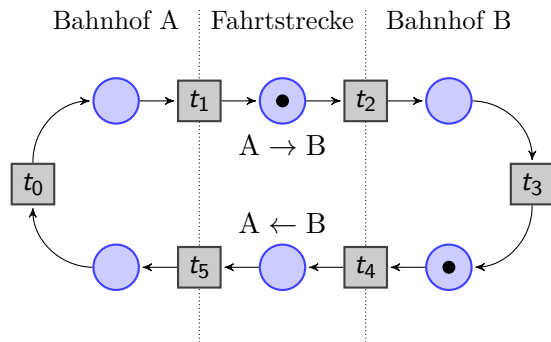 Bahnhof A Fahrtstrecke Bahnhof B
t1 t2
A → B
t0 t3
A ← B
t5 t4